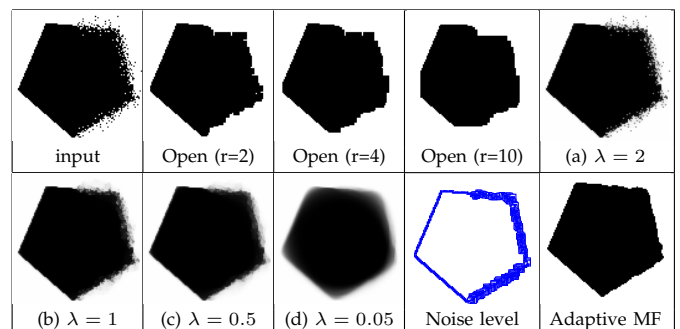 input Open (r=2) Open (r=4) Open (r=10) (a) λ = 2
(b) λ = 1 (c) λ = 0.5 (d) λ = 0.05 Noise level Adaptive MF